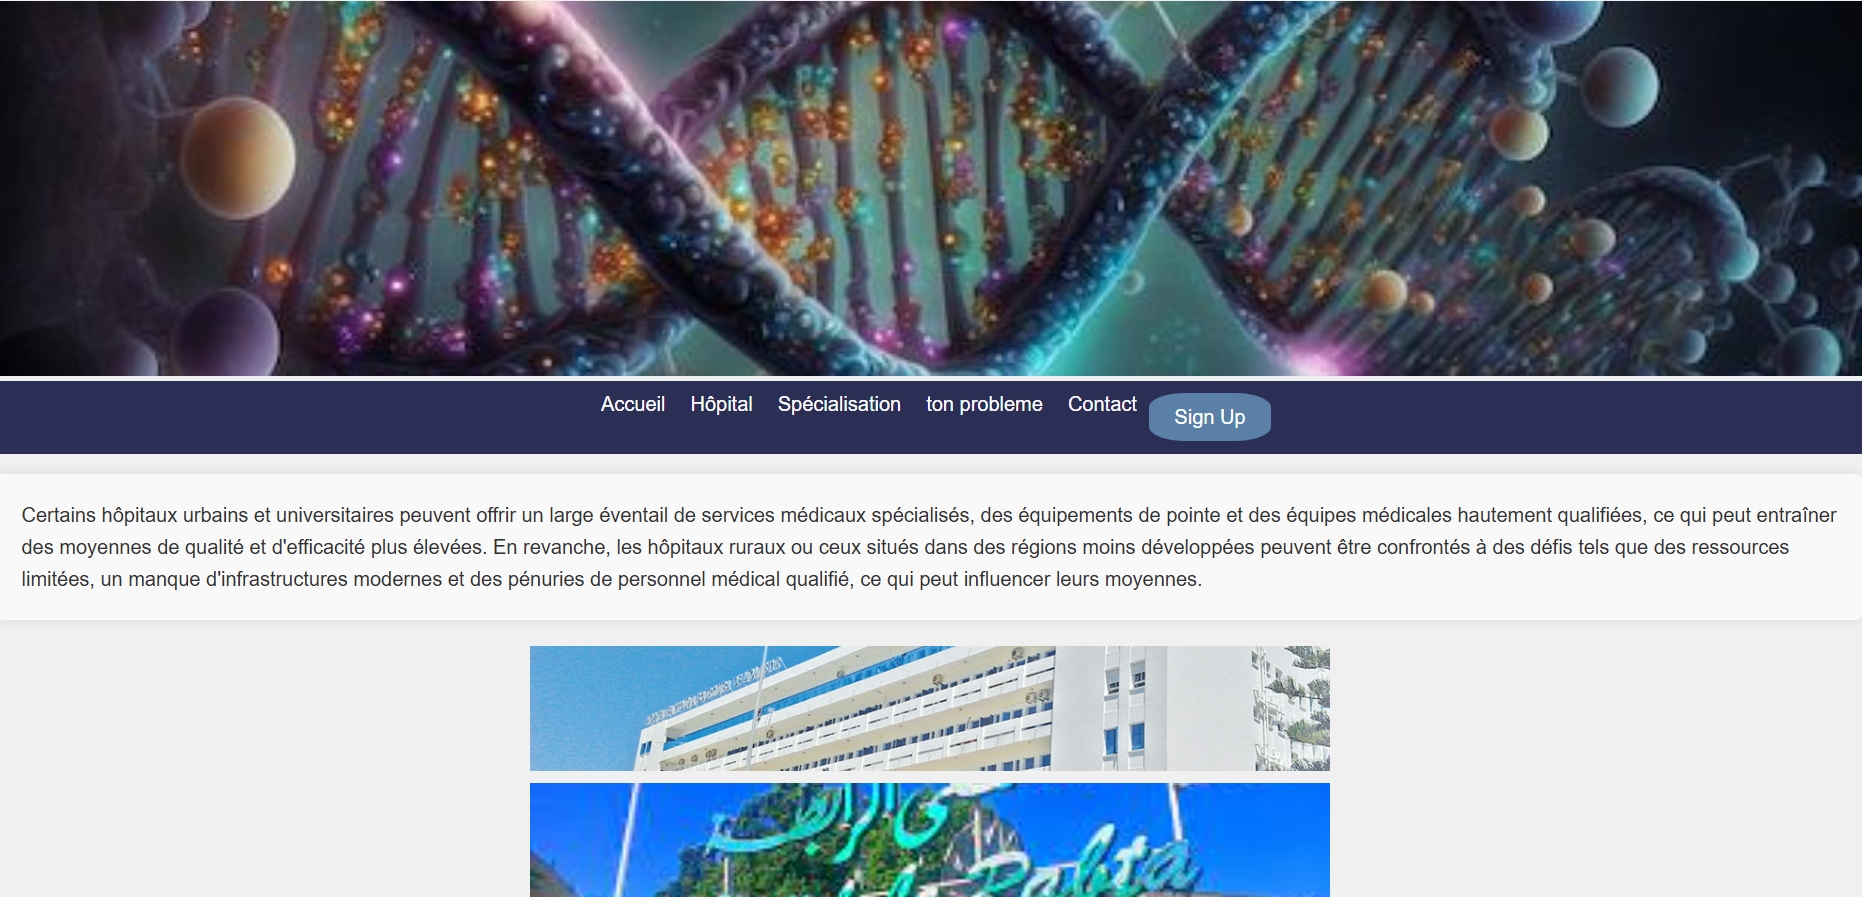 Accueil Hôpital Spécialisation ton probleme Contact Sign Up
Certains hôpitaux urbains et universitaires peuvent offrir un large éventail de services médicaux spécialisés, des équipements de pointe et des équipes médicales hautement qualifiées, ce qui peut entraîner
des moyennes de qualité et d'efficacité plus élevées. En revanche, les hôpitaux ruraux ou ceux situés dans des régions moins développées peuvent être confrontés à des défis tels que des ressources
limitées, un manque d'infrastructures modernes et des pénuries de personnel médical qualifié, ce qui peut influencer leurs moyennes.
Rabta